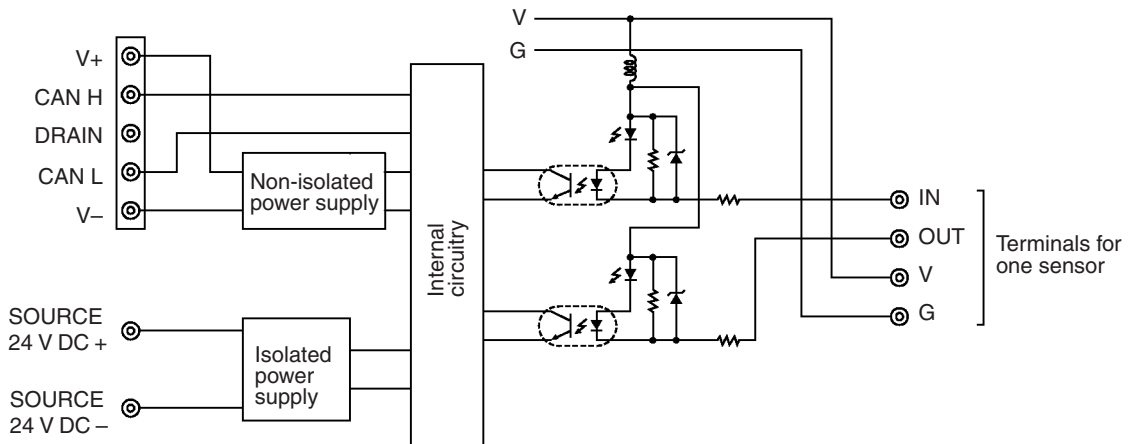 V+
CAN H
DRAIN
CAN L
V–
Non-isolated
power supply
SOURCE
24 V DC +
SOURCE
24 V DC –
Isolated
power
supply
Internal
circuitry
V
G
IN
OUT
V
G
Terminals for
one sensor